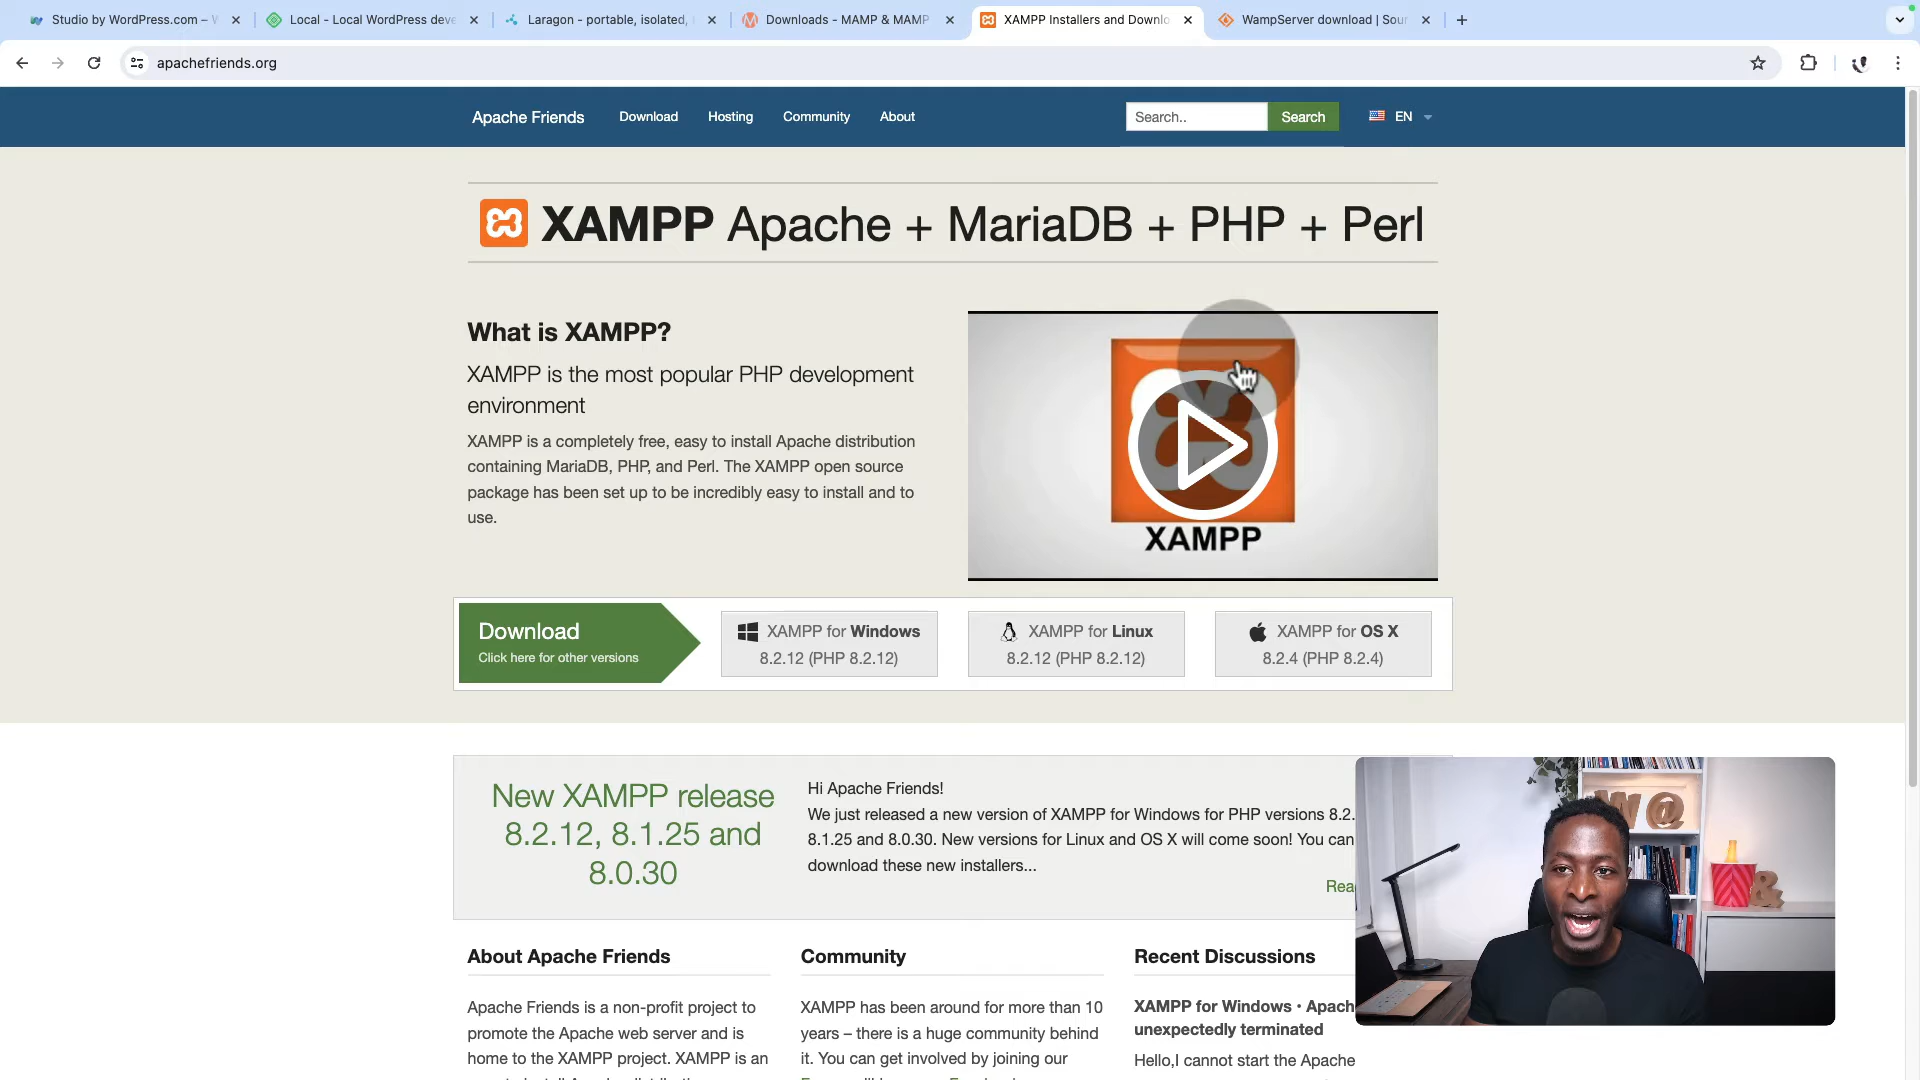 Studio by WordPress.com –
Local - Local WordPress deve
Laragon - portable, isolated,
Downloads - MAMP & MAMP
XAMPP Installers and Downlo
WampServer download | Sour
apachefriends.org
Apache Friends
Download
Hosting
Community
About
Search..
Search
EN
XAMPP Apache + MariaDB + PHP + Perl
What is XAMPP?
XAMPP is the most popular PHP development
environment
XAMPP is a completely free, easy to install Apache distribution
containing MariaDB, PHP, and Perl. The XAMPP open source
package has been set up to be incredibly easy to install and to
use.
XAMPP
Download
Click here for other versions
XAMPP for Windows
8.2.12 (PHP 8.2.12)
XAMPP for Linux
8.2.12 (PHP 8.2.12)
XAMPP for OS X
8.2.4 (PHP 8.2.4)
New XAMPP release
8.2.12, 8.1.25 and
8.0.30
Hi Apache Friends!
We just released a new version of XAMPP for Windows for PHP versions 8.2.
8.1.25 and 8.0.30. New versions for Linux and OS X will come soon! You can
download these new installers...
Rea
About Apache Friends
Apache Friends is a non-profit project to
promote the Apache web server and is
home to the XAMPP project. XAMPP is an
Community
XAMPP has been around for more than 10
years – there is a huge community behind
it. You can get involved by joining our
Recent Discussions
XAMPP for Windows • Apach
unexpectedly terminated
Hello,I cannot start the Apache
W@
&